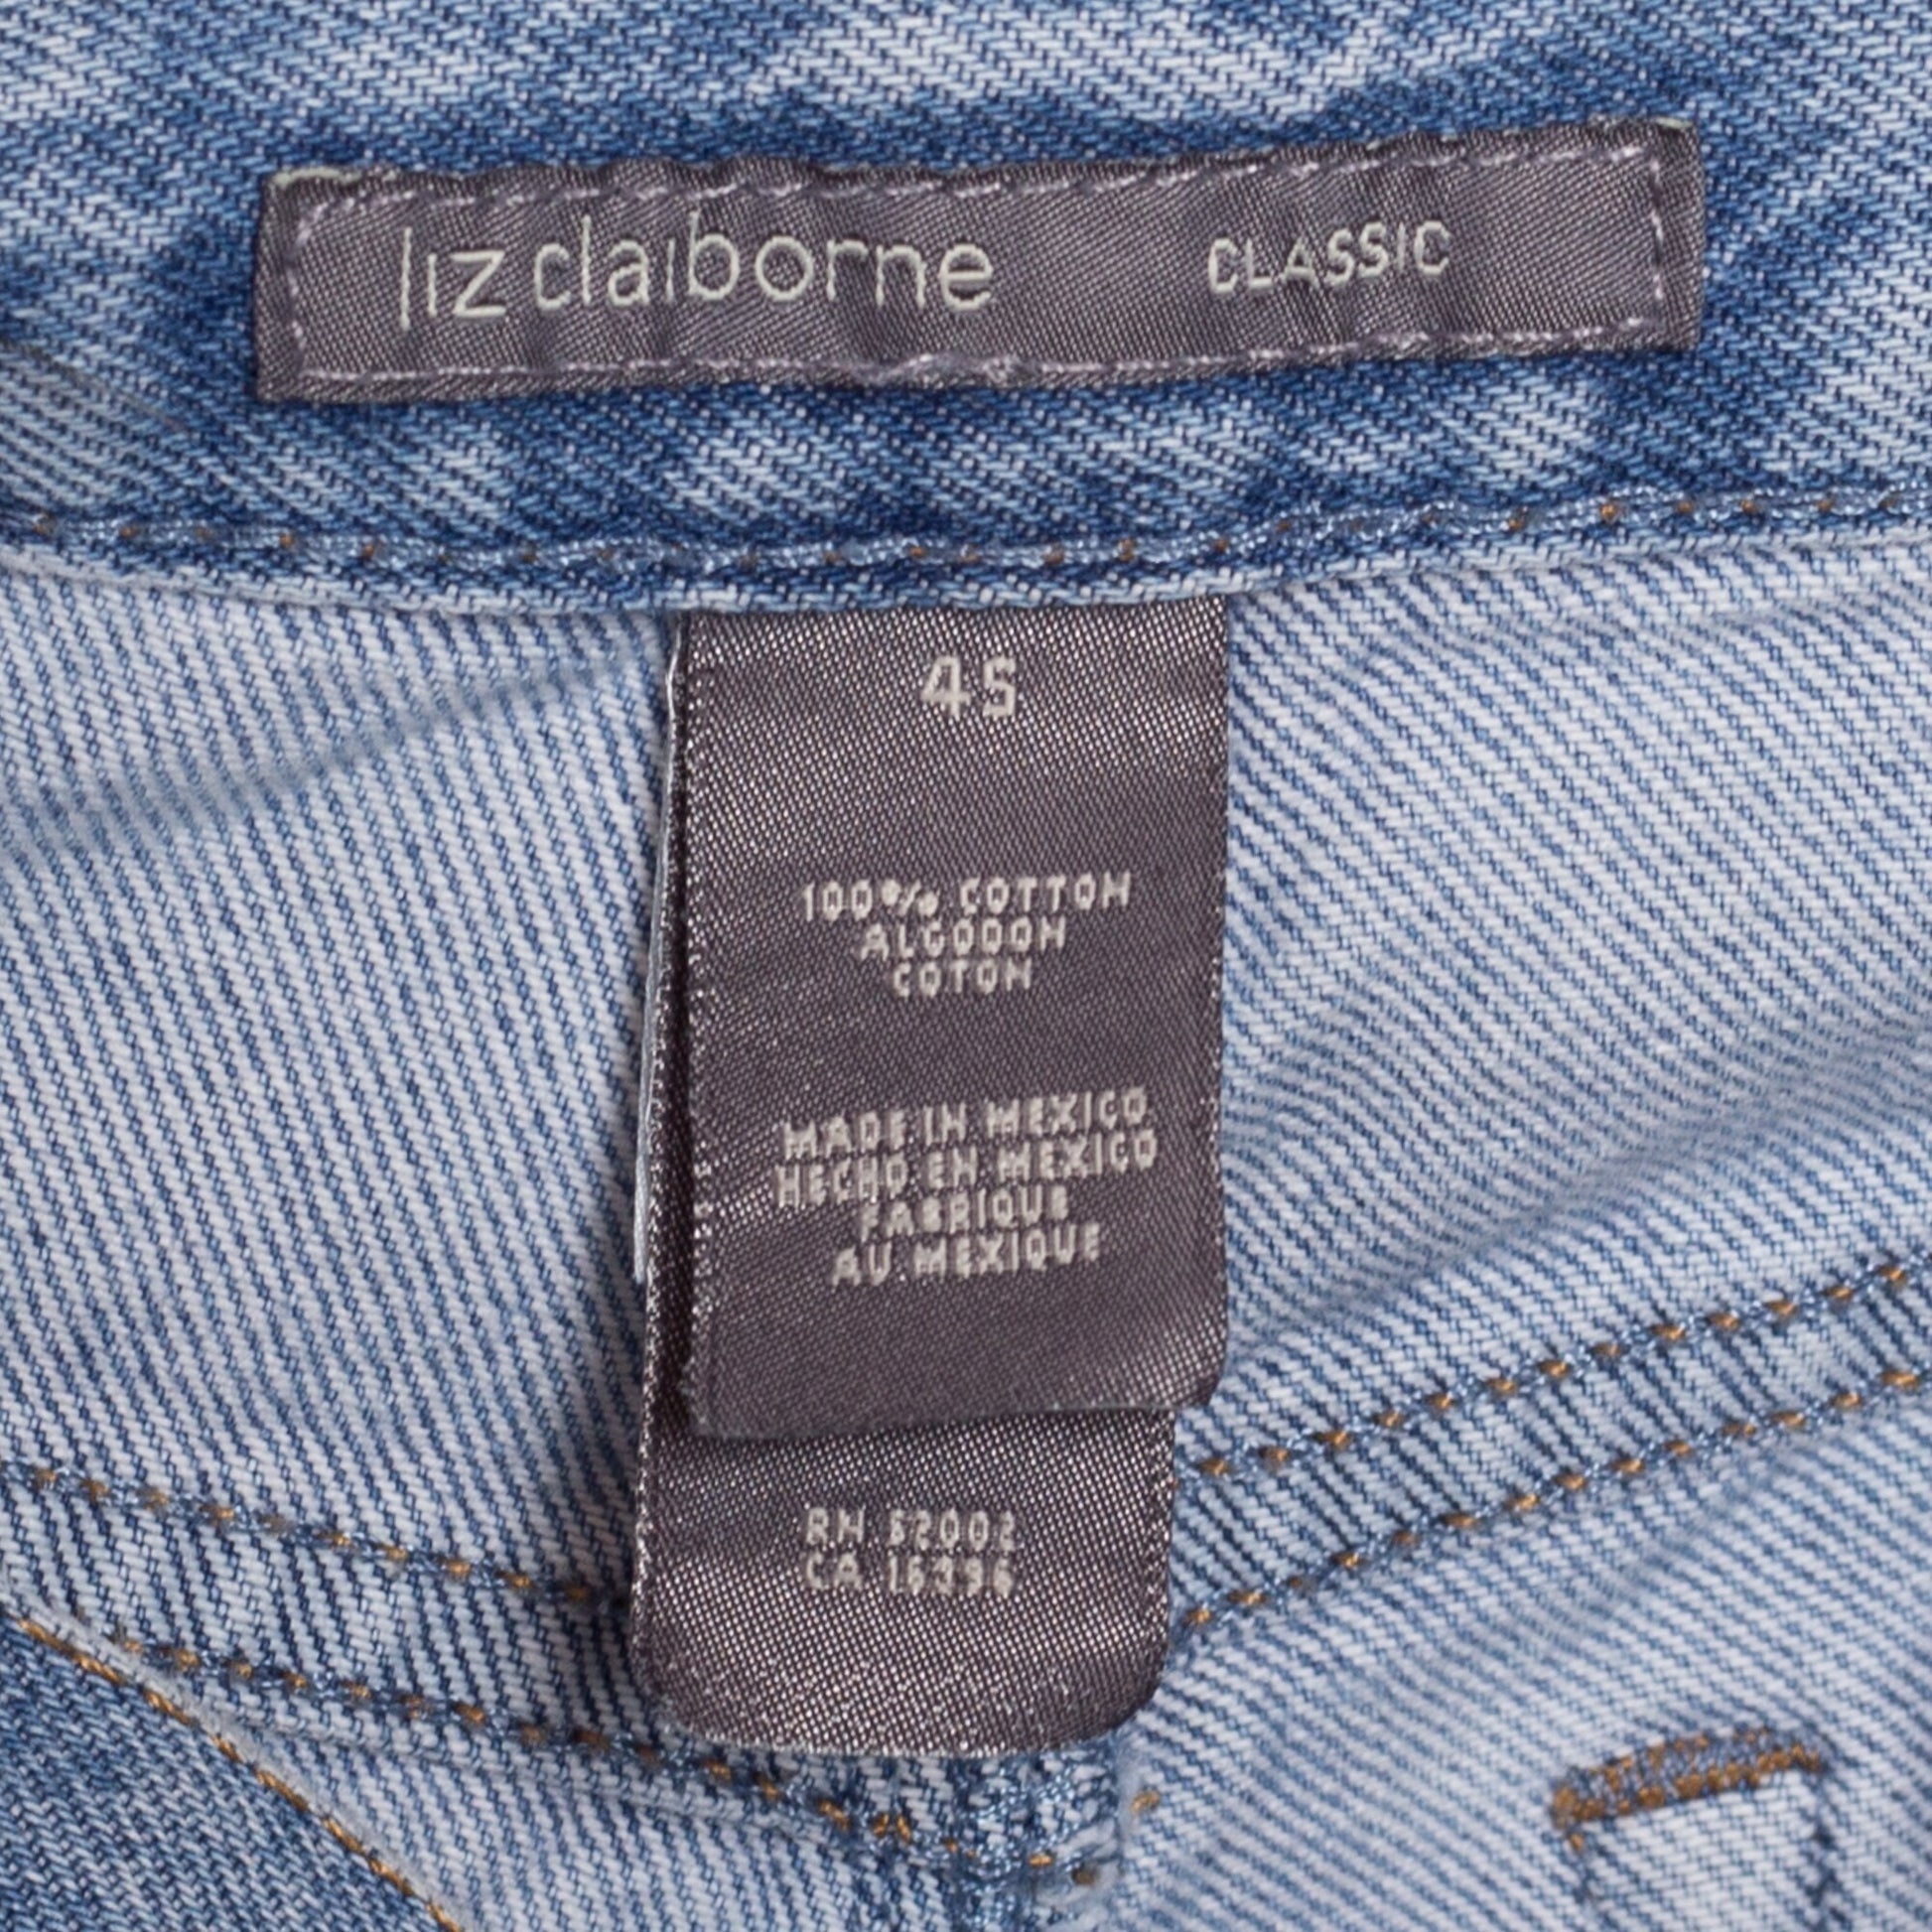 liz claiborne CLASSIC
4S
100% COTTON
ALGODON
COTON
MADE IN MEXICO
HECHO EN MEXICO
FABRIQUE
AU MEXIQUE
RN 52002
CA 16396